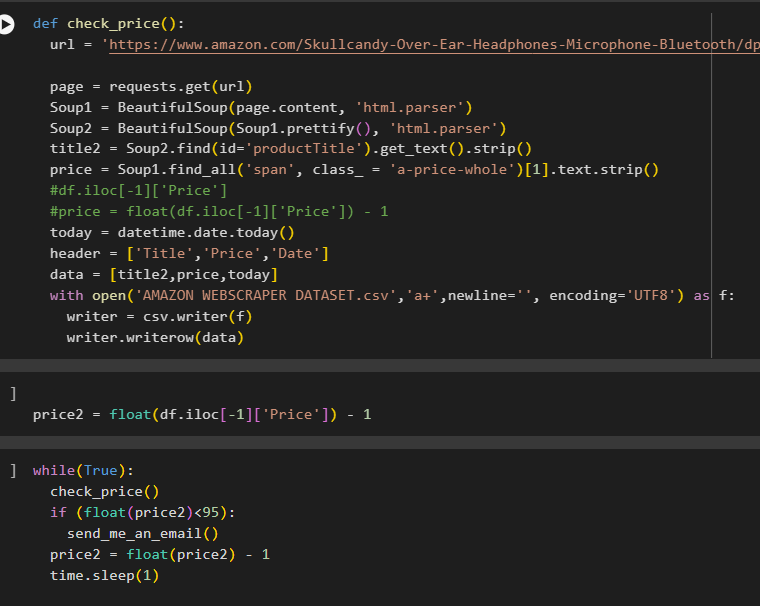 def check_price():
url = 'https://www.amazon.com/Skullcandy-Over-Ear-Headphones-Microphone-Bluetooth/dp
page = requests.get(url)
Soup1 = BeautifulSoup(page.content, 'html.parser')
Soup2 = BeautifulSoup(Soup1.prettify(), 'html.parser')
title2 = Soup2.find(id='productTitle').get_text().strip()
price = Soup1.find_all('span', class_ = 'a-price-whole')[1].text.strip()
#df.iloc[-1]['Price']
#price = float(df.iloc[-1]['Price']) - 1
today = datetime.date.today()
header = ['Title','Price','Date']
data = [title2,price,today]
with open('AMAZON WEBSCRAPER DATASET.csv','a+',newline='', encoding='UTF8') as f:
writer = csv.writer(f)
writer.writerow(data)
]
price2 = float(df.iloc[-1]['Price']) - 1
] while(True):
check_price()
if (float(price2)<95):
send_me_an_email()
price2 = float(price2) - 1
time.sleep(1)